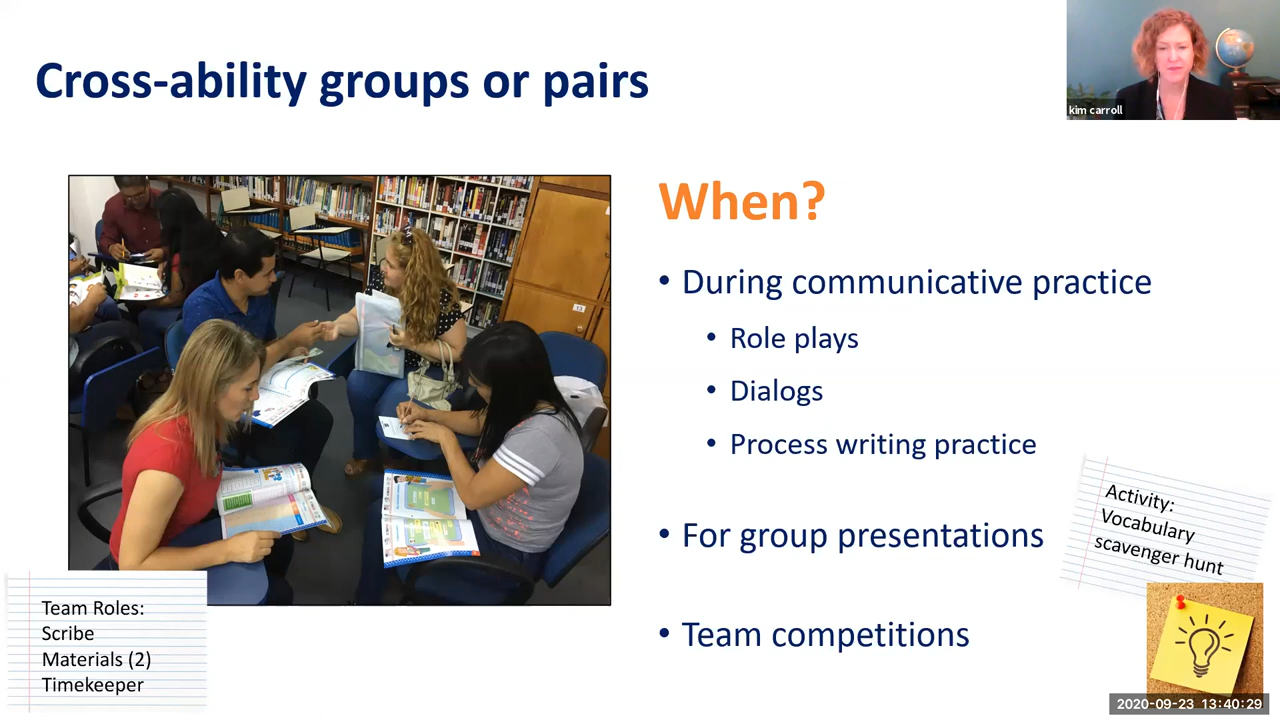 Cross-ability groups or pairs
kim carroll
When?
• During communicative practice
• Role plays
• Dialogs
• Process writing practice
• For group presentations
• Team competitions
Activity:
Vocabulary
scavenger hunt
Team Roles:
Scribe
Materials (2)
Timekeeper
2020-09-23 13:40:29